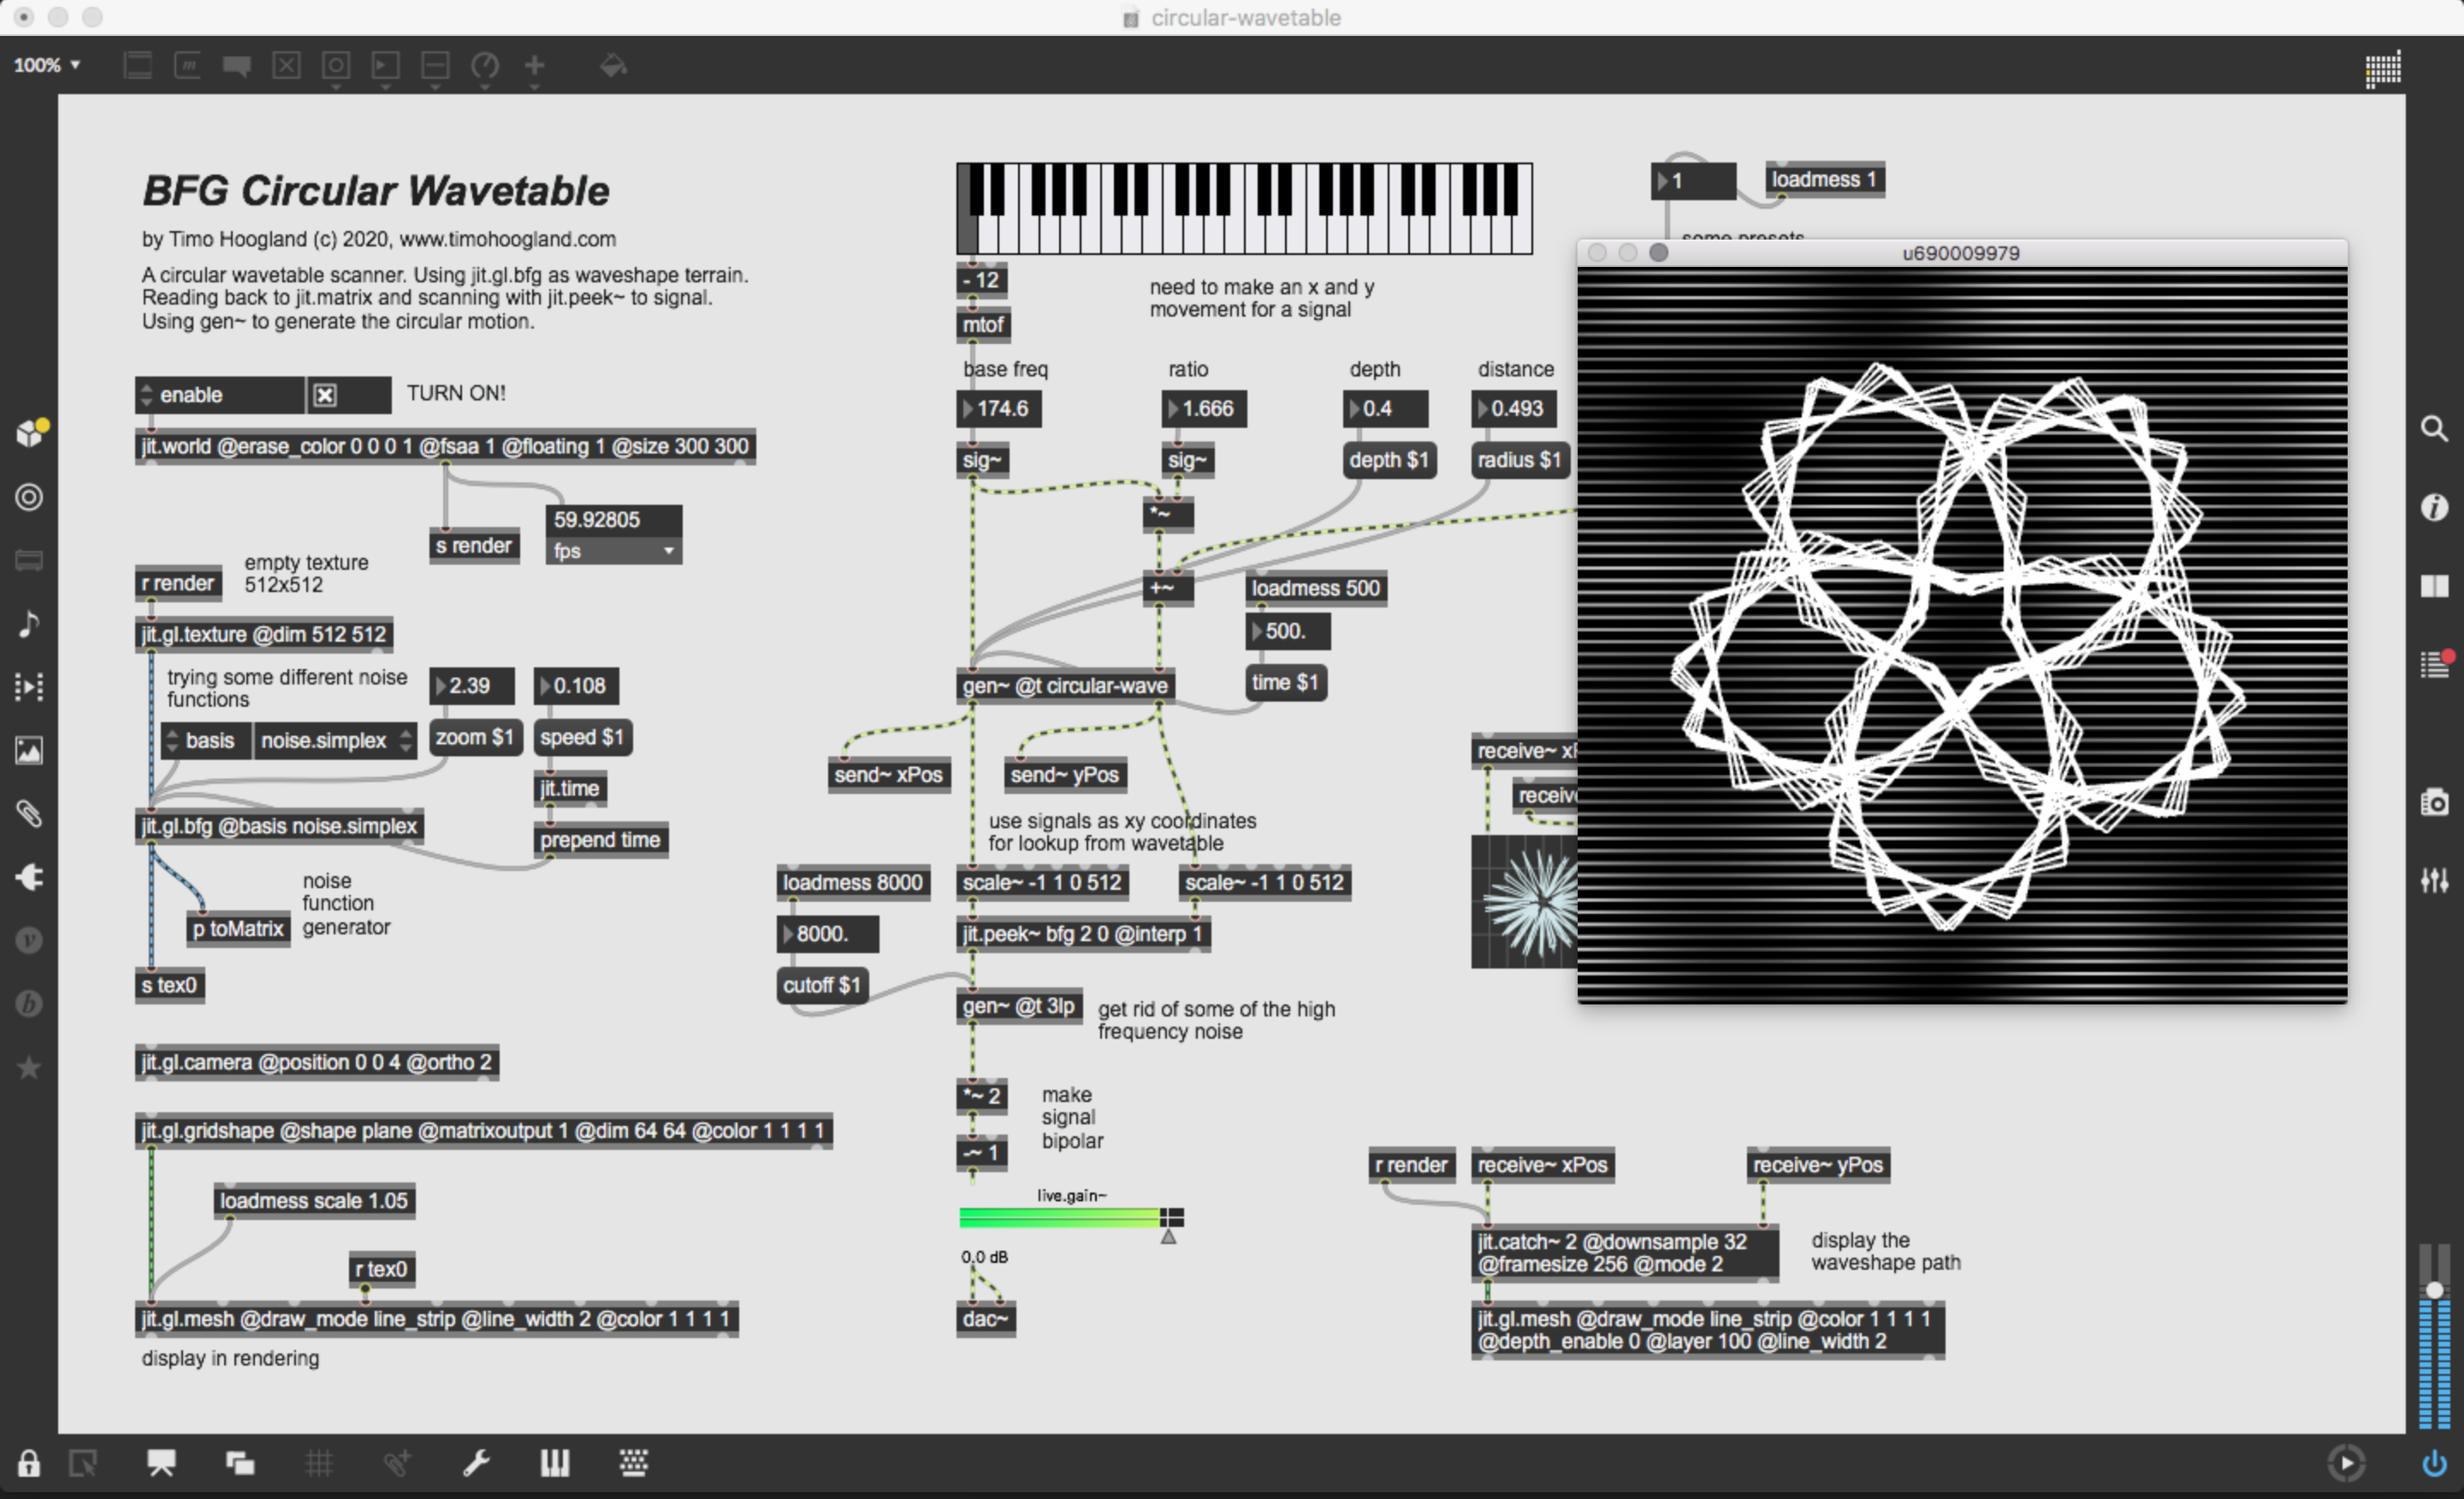 circular-wavetable
100%
BFG Circular Wavetable
by Timo Hoogland (c) 2020, www.timohoogland.com
A circular wavetable scanner. Using jit.gl.bfg as waveshape terrain.
Reading back to jit.matrix and scanning with jit.peek~ to signal.
Using gen~ to generate the circular motion.
enable
TURN ON!
jit.world @erase_color 0 0 0 1 @fsaa 1 @floating 1 @size 300 300
s render
59.92805
fps
r render
empty texture
512x512
jit.gl.texture @dim 512 512
trying some different noise
functions
2.39
0.108
basis
noise.simplex
zoom $1
speed $1
jit.time
jit.gl.bfg @basis noise.simplex
prepend time
noise
function
generator
p toMatrix
s tex0
jit.gl.camera @position 0 0 4 @ortho 2
jit.gl.gridshape @shape plane @matrixoutput 1 @dim 64 64 @color 1 1 1 1
loadmess scale 1.05
r tex0
jit.gl.mesh @draw_mode line_strip @line_width 2 @color 1 1 1 1
display in rendering
- 12
mtof
need to make an x and y
movement for a signal
base freq
ratio
depth
distance
174.6
1.666
0.4
0.493
sig~
sig~
depth $1
radius $1
*~
+~
loadmess 500
500.
time $1
gen~ @t circular-wave
send~ xPos
send~ yPos
use signals as xy coordinates
for lookup from wavetable
loadmess 8000
scale~ -1 1 0 512
scale~ -1 1 0 512
8000.
jit.peek~ bfg 2 0 @interp 1
cutoff $1
gen~ @t 3lp
get rid of some of the high
frequency noise
*~ 2
make
signal
bipolar
-~ 1
live.gain~
0.0 dB
dac~
1
loadmess 1
some presets
u690009979
receive~
r render
receive~ xPos
receive~ yPos
jit.catch~ 2 @downsample 32
@framesize 256 @mode 2
display the
waveshape path
jit.gl.mesh @draw_mode line_strip @color 1 1 1 1
@depth_enable 0 @layer 100 @line_width 2